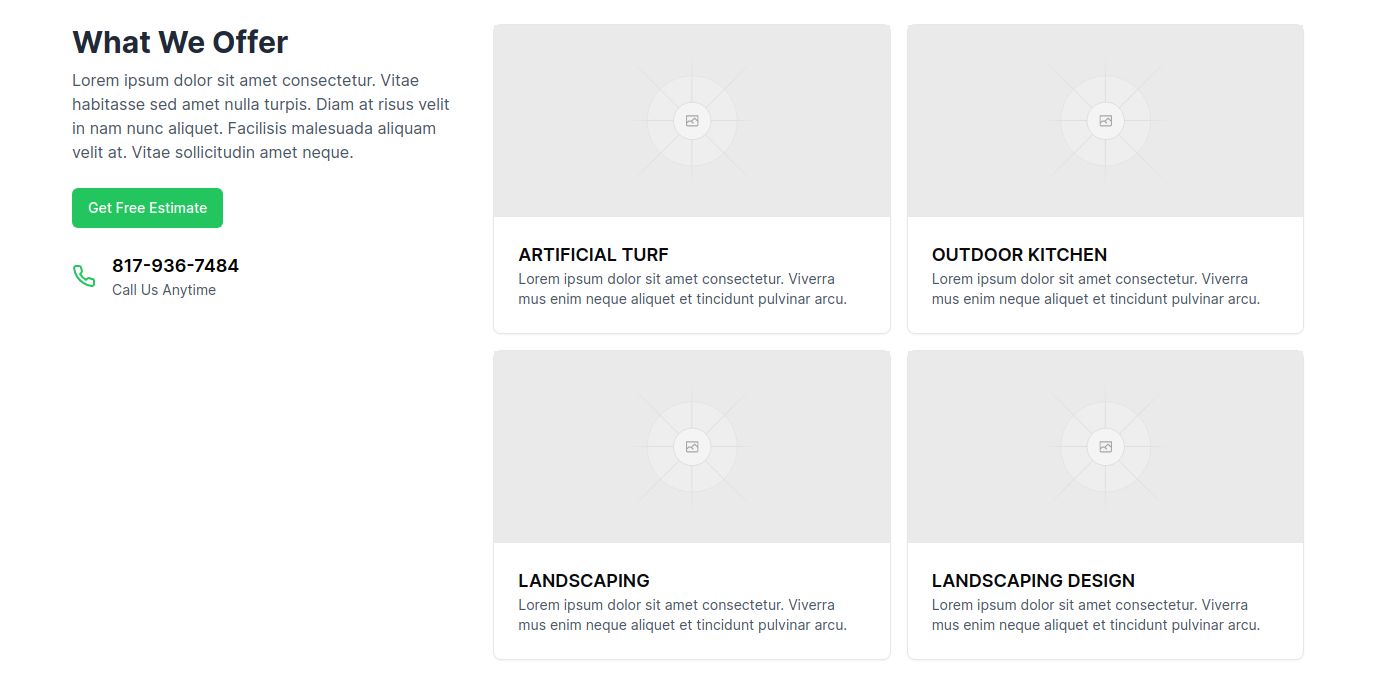 What We Offer
Lorem ipsum dolor sit amet consectetur. Vitae
habitasse sed amet nulla turpis. Diam at risus velit
in nam nunc aliquet. Facilisis malesuada aliquam
velit at. Vitae sollicitudin amet neque.
Get Free Estimate
817-936-7484
Call Us Anytime
ARTIFICIAL TURF
Lorem ipsum dolor sit amet consectetur. Viverra
mus enim neque aliquet et tincidunt pulvinar arcu.
OUTDOOR KITCHEN
Lorem ipsum dolor sit amet consectetur. Viverra
mus enim neque aliquet et tincidunt pulvinar arcu.
LANDSCAPING
Lorem ipsum dolor sit amet consectetur. Viverra
mus enim neque aliquet et tincidunt pulvinar arcu.
LANDSCAPING DESIGN
Lorem ipsum dolor sit amet consectetur. Viverra
mus enim neque aliquet et tincidunt pulvinar arcu.